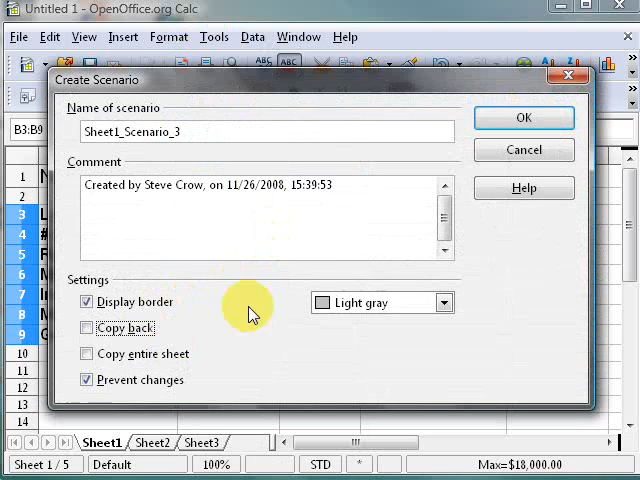 Untitled 1 - OpenOffice.org Calc
File Edit View Insert Format Tools Data Window Help
ABC ABC
Create Scenario
Name of scenario
OK
Sheet1_Scenario_3
B3:B9
Cancel
Comment
Created by Steve Crow, on 11/26/2008, 15:39:53
Help
1 N
2
3 L
4 #
5 R
6 M
7 In
8 M
9 G
10
11
12
13
14
Settings
Display border
Light gray
Copy back
Copy entire sheet
Prevent changes
Sheet1 Sheet2 Sheet3
Sheet 1 / 5 Default 100% STD * Max=$18,000.00